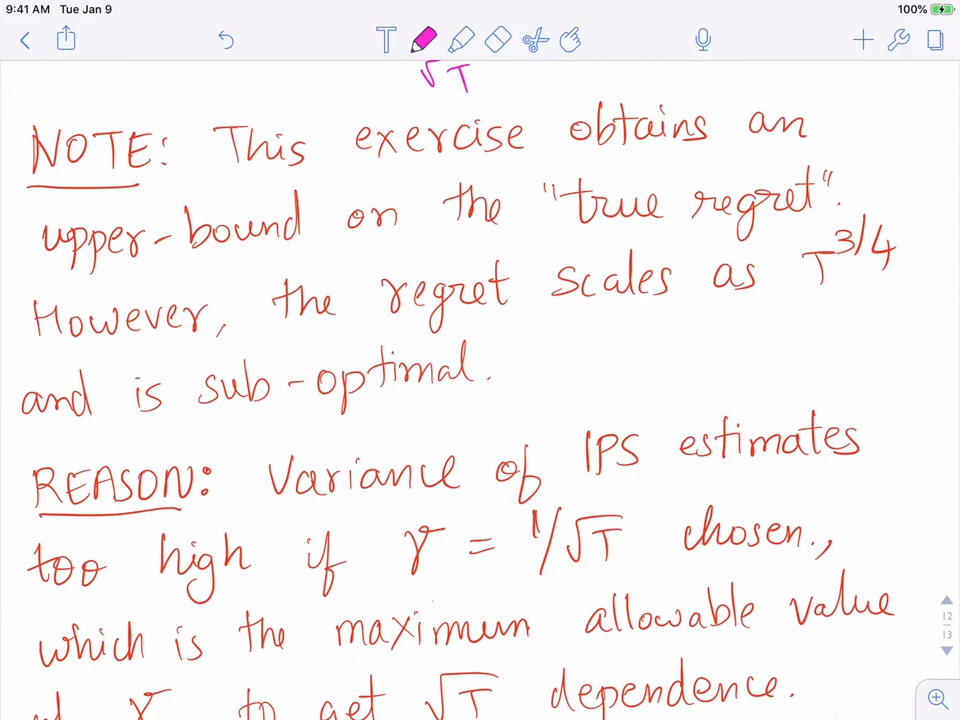 9:41 AM Tue Jan 9
100%
T
√T
NOTE: This exercise obtains an
upper-bound on the "true regret".
However, the regret scales as T^3/4
and is sub-optimal.
REASON: Variance of IPS estimates
too high if γ = 1/√T chosen.,
which is the maximum allowable value
of γ to get √T dependence.
12
13